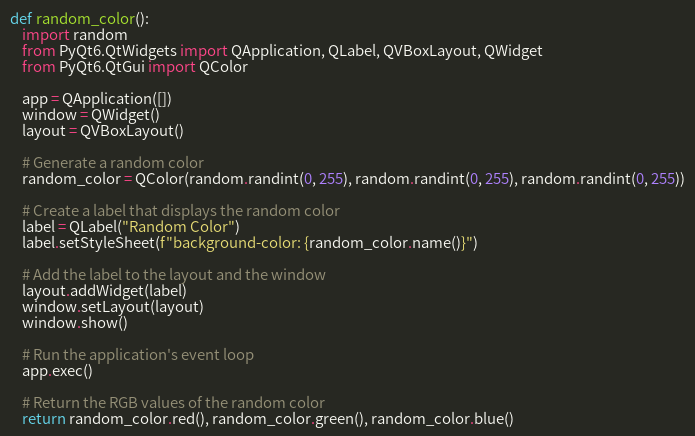 def random_color():
    import random
    from PyQt6.QtWidgets import QApplication, QLabel, QVBoxLayout, QWidget
    from PyQt6.QtGui import QColor

    app = QApplication([])
    window = QWidget()
    layout = QVBoxLayout()

    # Generate a random color
    random_color = QColor(random.randint(0, 255), random.randint(0, 255), random.randint(0, 255))

    # Create a label that displays the random color
    label = QLabel("Random Color")
    label.setStyleSheet(f"background-color: {random_color.name()}")

    # Add the label to the layout and the window
    layout.addWidget(label)
    window.setLayout(layout)
    window.show()

    # Run the application's event loop
    app.exec()

    # Return the RGB values of the random color
    return random_color.red(), random_color.green(), random_color.blue()